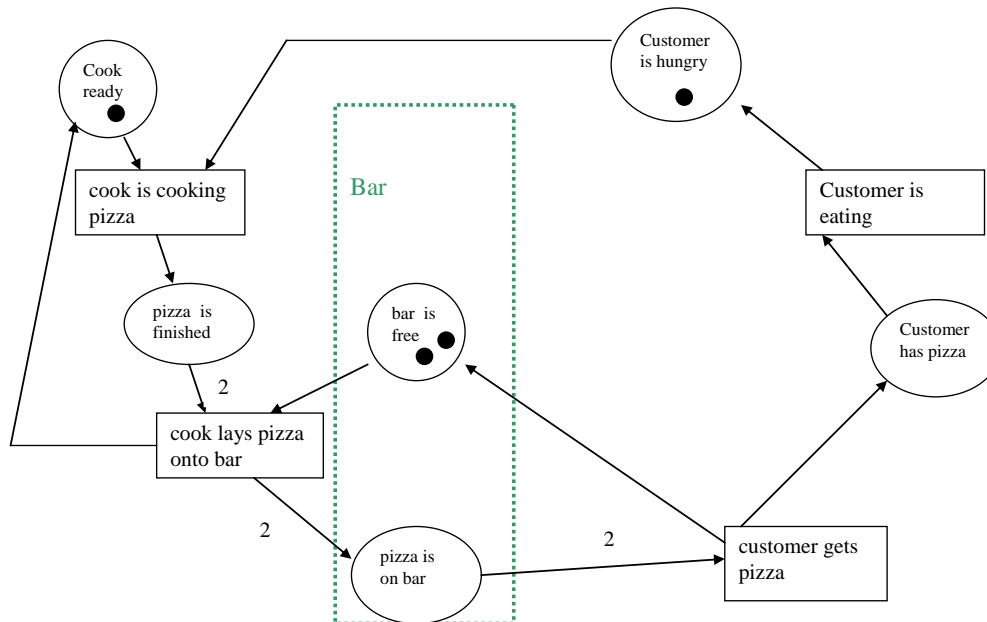 Cook
ready
Customer
is hungry
cook is cooking
pizza
Bar
Customer is
eating
pizza is
finished
bar is
free
Customer
has pizza
2
cook lays pizza
onto bar
2
pizza is
on bar
2
customer gets
pizza